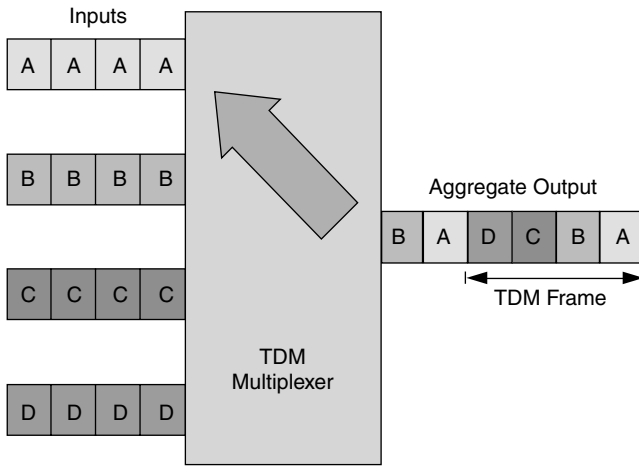 Inputs
A A A A
B B B B
C C C C
D D D D
TDM
Multiplexer
Aggregate Output
B A D C B A
TDM Frame